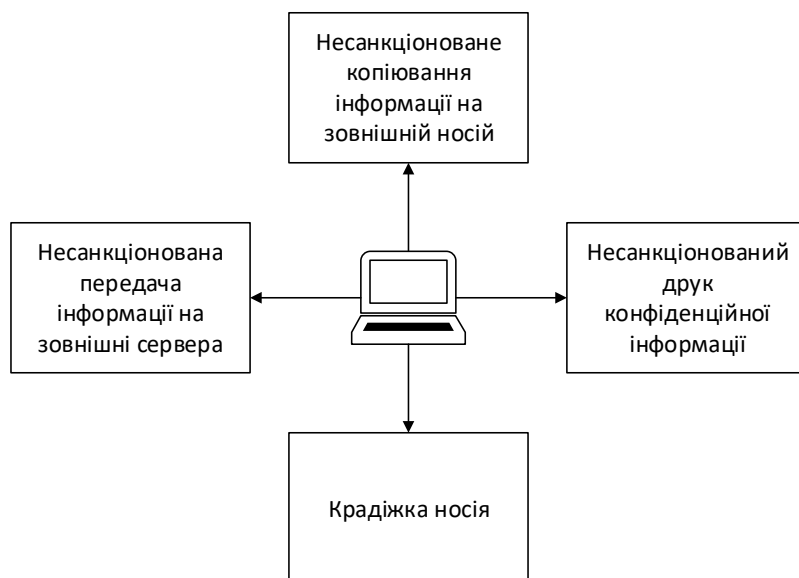 Несанкціоноване
копіювання
інформації на
зовнішній носій
Несанкціонована
передача
інформації на
зовнішні сервера
Несанкціонований
друк
конфіденційної
інформації
Крадіжка носія